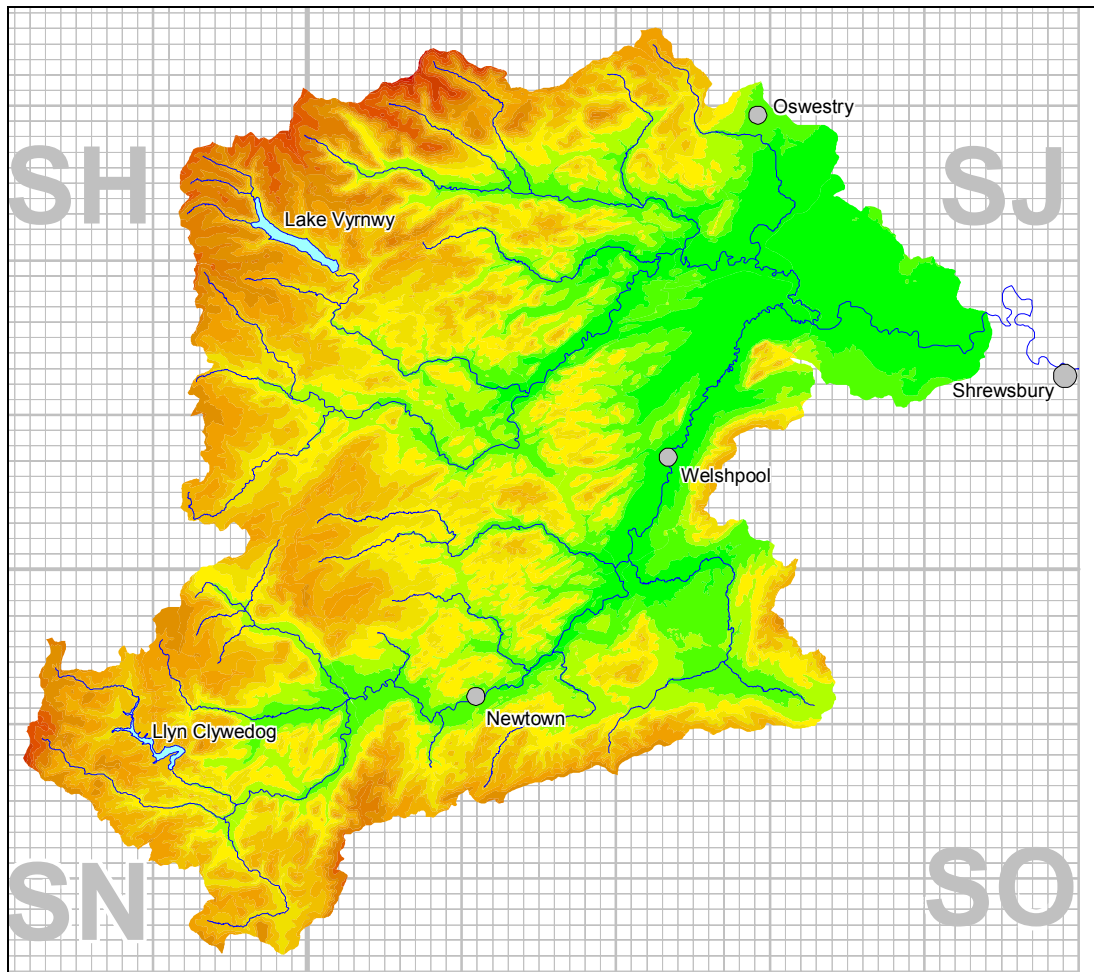 Oswestry
SH
SJ
Lake Vyrnwy
Shrewsbury
Welshpool
Newtown
Llyn Clywedog
SN
SO